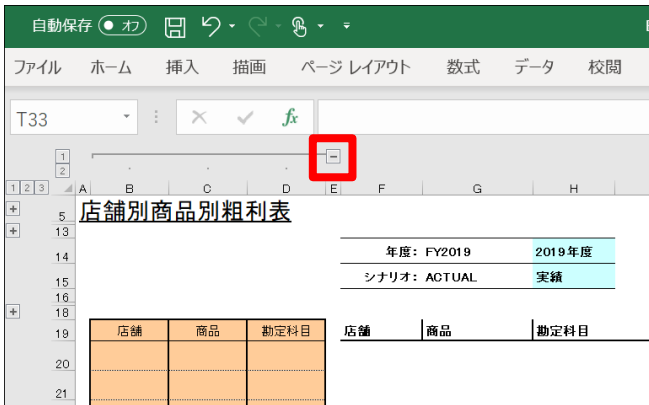 自動保存 オフ
ファイル ホーム 挿入 描画 ページ レイアウト 数式 データ 校閲
T33 fx
1
2
1 2 3 A B C D E F G H
5 店舗別商品別粗利表
13
14 年度: FY2019 2019年度
15 シナリオ: ACTUAL 実績
16
18
19 店舗 商品 勘定科目 店舗 商品 勘定科目
20
21